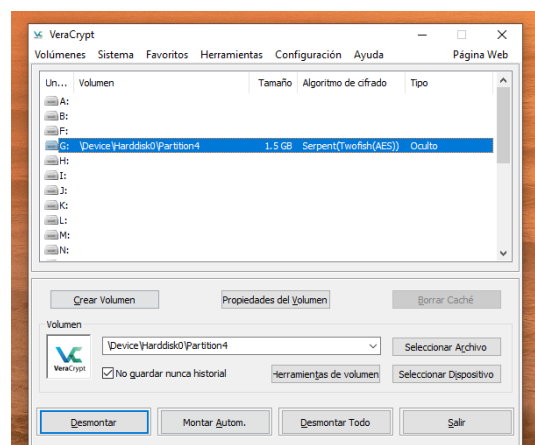 VeraCrypt
Volúmenes Sistema Favoritos Herramientas Configuración Ayuda Página Web
Un... Volumen Tamaño Algoritmo de cifrado Tipo
A:
B:
F:
G: \Device\Harddisk0\Partition4 1.5 GB Serpent(Twofish(AES)) Oculto
H:
I:
J:
K:
L:
M:
N:
Crear Volumen Propiedades del Volumen Borrar Caché
Volumen
\Device\Harddisk0\Partition4 Seleccionar Archivo
VeraCrypt No guardar nunca historial Herramientas de volumen Seleccionar Dispositivo
Desmontar Montar Autom. Desmontar Todo Salir